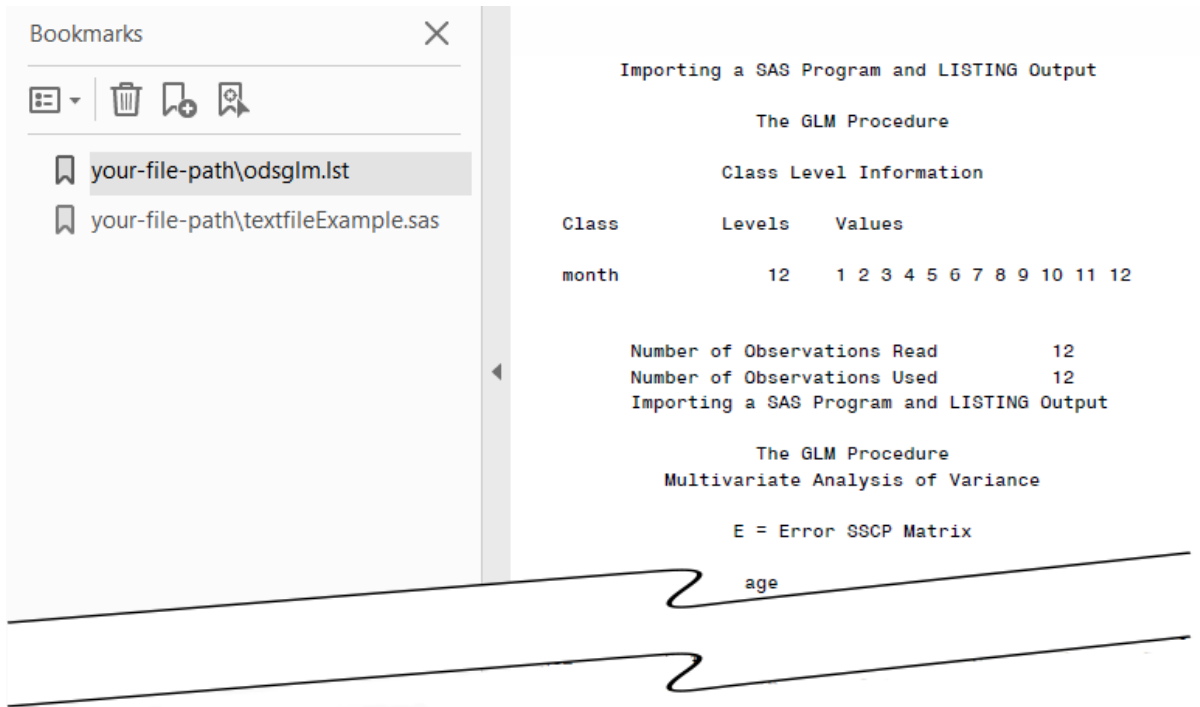 Bookmarks
your-file-path\odsglm.lst
your-file-path\textfileExample.sas
Importing a SAS Program and LISTING Output
The GLM Procedure
Class Level Information
Class Levels Values
month 12 1 2 3 4 5 6 7 8 9 10 11 12
Number of Observations Read 12
Number of Observations Used 12
Importing a SAS Program and LISTING Output
The GLM Procedure
Multivariate Analysis of Variance
E = Error SSCP Matrix
age